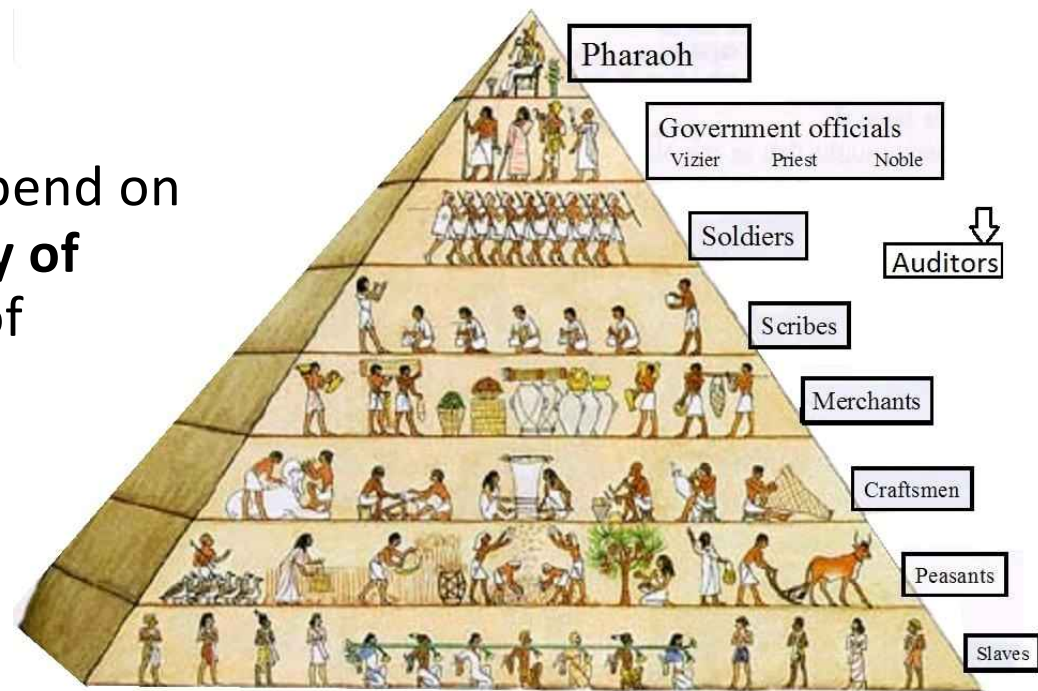 Pharaoh
Government officials
Vizier Priest Noble
pend on
y of
of
Soldiers
Auditors
Scribes
Merchants
Craftsmen
Peasants
Slaves